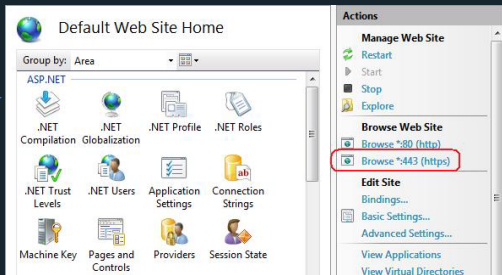 Default Web Site Home
Group by: Area
ASP.NET
.NET Compilation
.NET Globalization
.NET Profile
.NET Roles
.NET Trust Levels
.NET Users
Application Settings
Connection Strings
ab
Machine Key
Pages and Controls
Providers
Session State
Actions
Manage Web Site
Restart
Start
Stop
Explore
Browse Web Site
Browse *:80 (http)
Browse *:443 (https)
Edit Site
Bindings...
Basic Settings...
Advanced Settings...
View Applications
View Virtual Directories